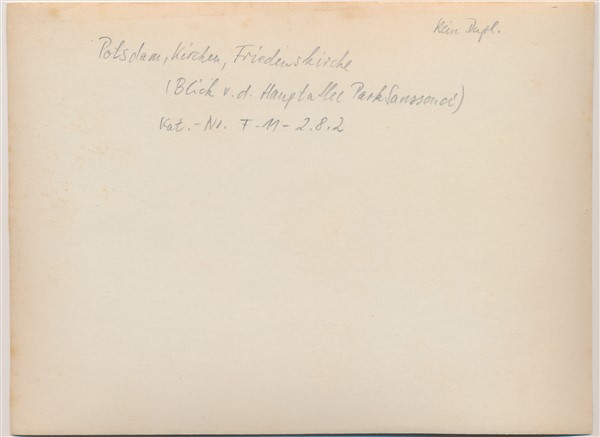 Kein Dupl.
Potsdam, Kirchen, Friedenskirche
(Blick v. d. Hauptallee Park Sanssouci)
Kat.-Nr. F-11-2.8.2